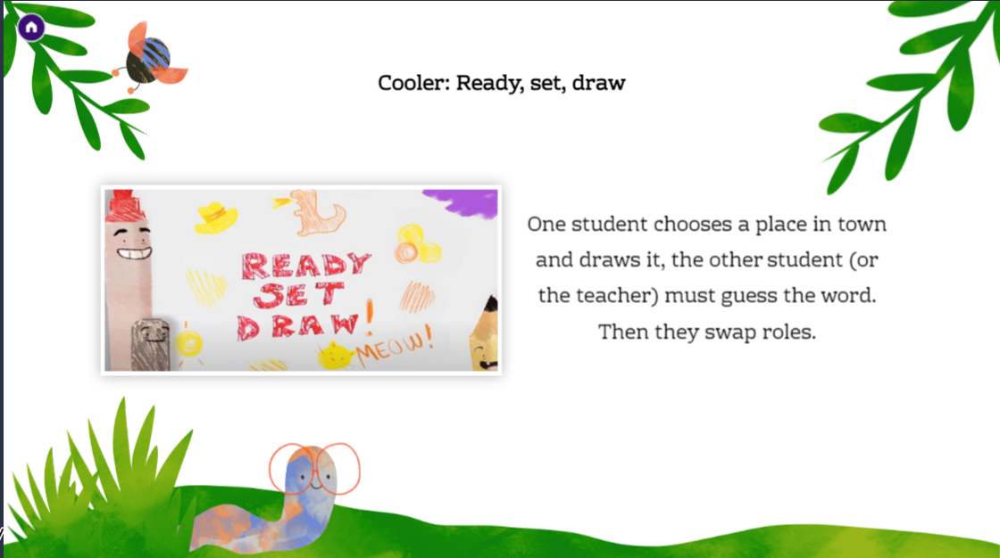 Cooler: Ready, set, draw
READY
SET
DRAW!
MEOW!
One student chooses a place in town
and draws it, the other student (or
the teacher) must guess the word.
Then they swap roles.